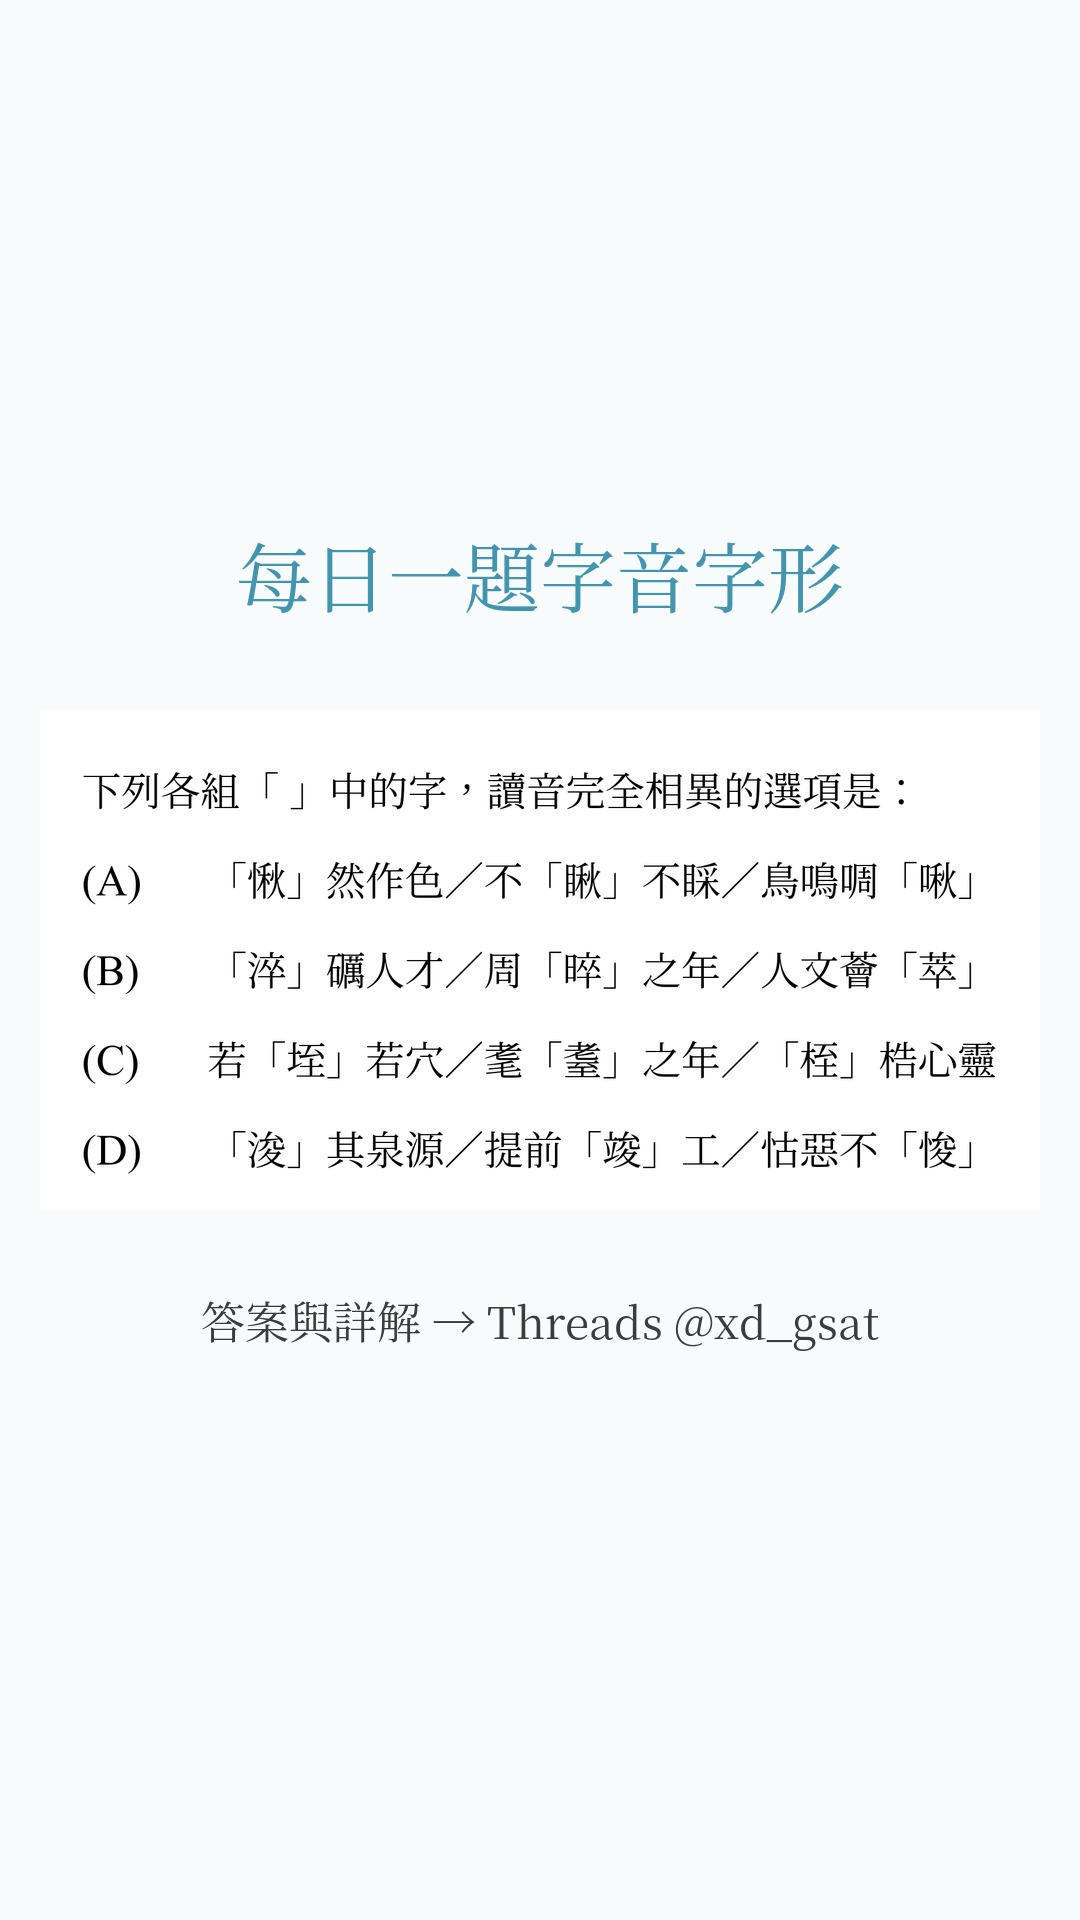 每日一題字音字形
下列各組「 」中的字，讀音完全相異的選項是：
(A) 「愀」然作色／不「瞅」不睬／鳥鳴啁「啾」
(B) 「淬」礪人才／周「晬」之年／人文薈「萃」
(C) 若「垤」若穴／耄「耋」之年／「桎」梏心靈
(D) 「浚」其泉源／提前「竣」工／怙惡不「悛」
答案與詳解 → Threads @xd_gsat